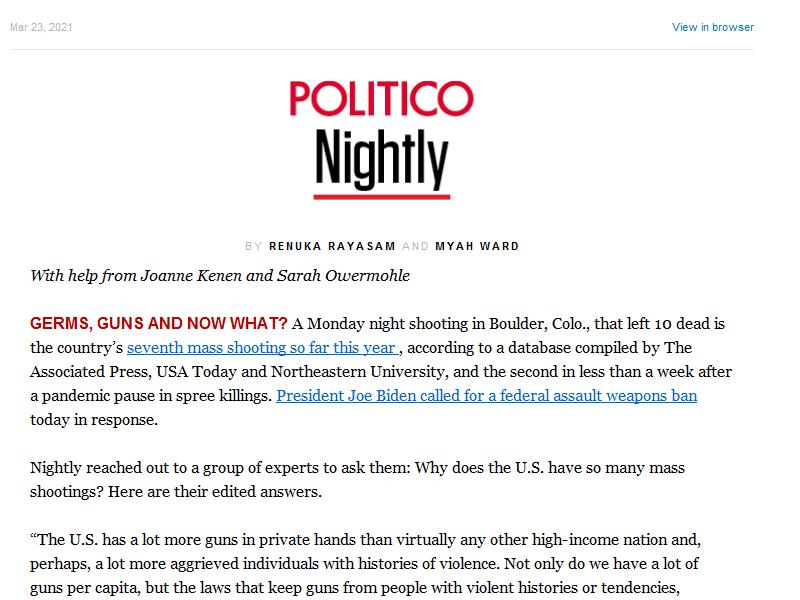 Mar 23, 2021
View in browser
POLITICO
Nightly
BY RENUKA RAYASAM AND MYAH WARD
With help from Joanne Kenen and Sarah Owermohle
GERMS, GUNS AND NOW WHAT? A Monday night shooting in Boulder, Colo., that left 10 dead is
the country’s seventh mass shooting so far this year , according to a database compiled by The
Associated Press, USA Today and Northeastern University, and the second in less than a week after
a pandemic pause in spree killings. President Joe Biden called for a federal assault weapons ban
today in response.
Nightly reached out to a group of experts to ask them: Why does the U.S. have so many mass
shootings? Here are their edited answers.
“The U.S. has a lot more guns in private hands than virtually any other high-income nation and,
perhaps, a lot more aggrieved individuals with histories of violence. Not only do we have a lot of
guns per capita, but the laws that keep guns from people with violent histories or tendencies,